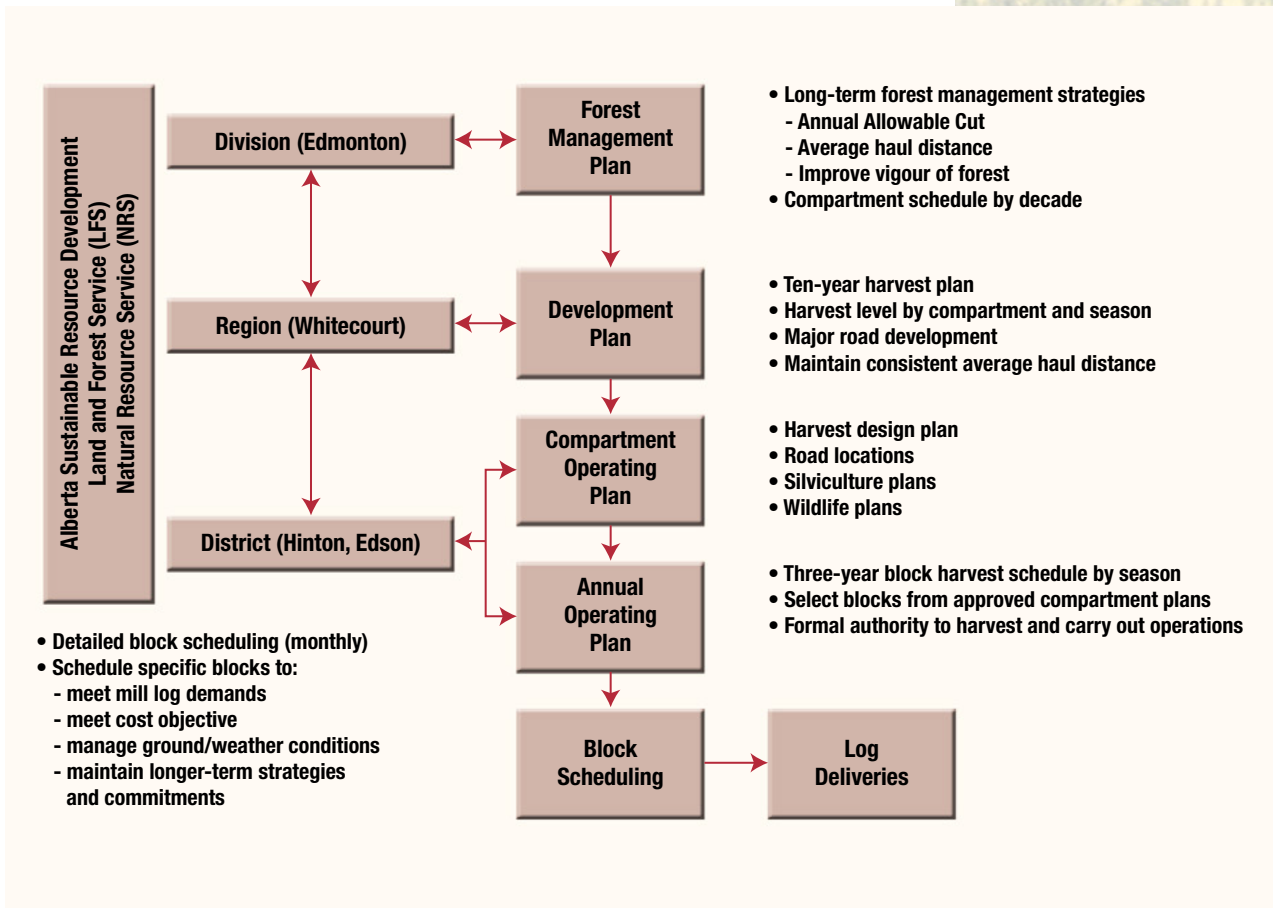 Alberta Sustainable Resource Development
Land and Forest Service (LFS)
Natural Resource Service (NRS)
Division (Edmonton)
Region (Whitecourt)
District (Hinton, Edson)
Forest
Management
Plan
• Long-term forest management strategies
- Annual Allowable Cut
- Average haul distance
- Improve vigour of forest
• Compartment schedule by decade
Development
Plan
• Ten-year harvest plan
• Harvest level by compartment and season
• Major road development
• Maintain consistent average haul distance
Compartment
Operating
Plan
• Harvest design plan
• Road locations
• Silviculture plans
• Wildlife plans
Annual
Operating
Plan
• Three-year block harvest schedule by season
• Select blocks from approved compartment plans
• Formal authority to harvest and carry out operations
• Detailed block scheduling (monthly)
• Schedule specific blocks to:
- meet mill log demands
- meet cost objective
- manage ground/weather conditions
- maintain longer-term strategies
and commitments
Block
Scheduling
Log
Deliveries